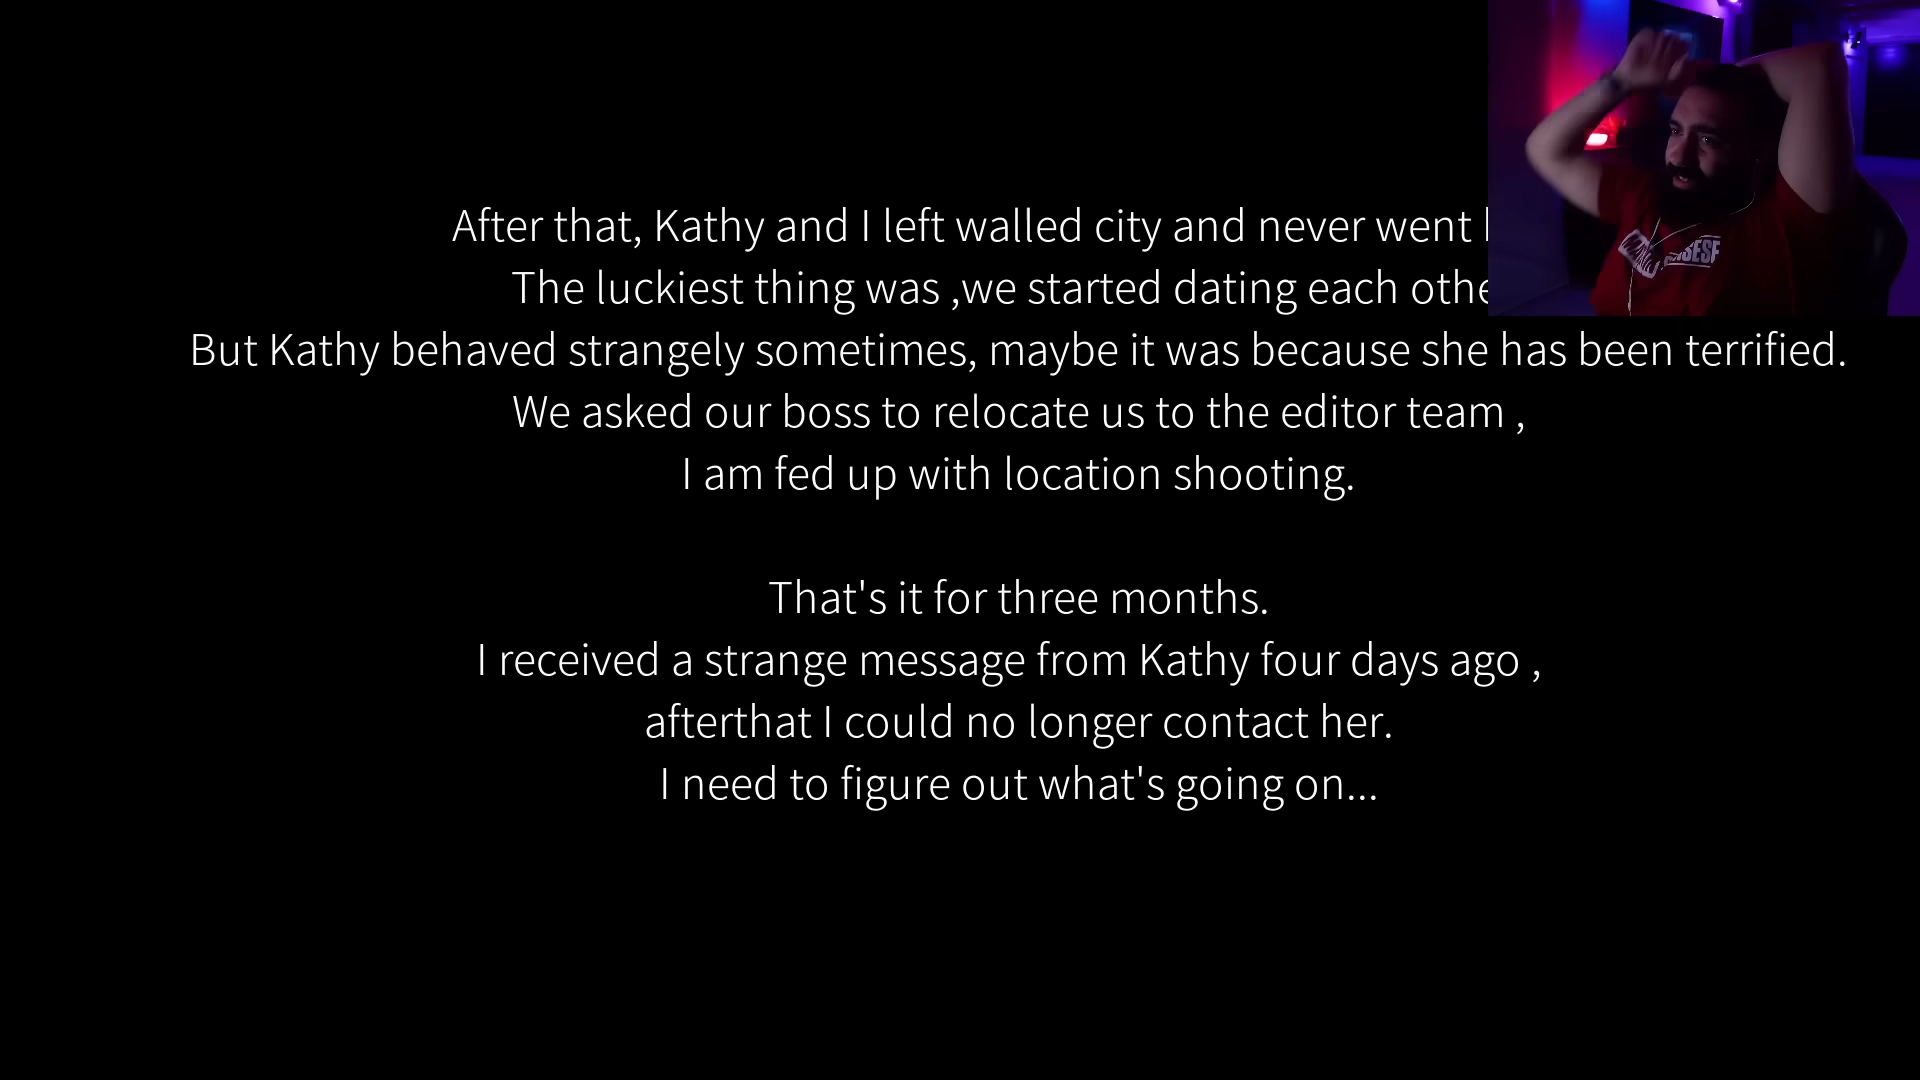 After that, Kathy and I left walled city and never went
The luckiest thing was ,we started dating each othe
But Kathy behaved strangely sometimes, maybe it was because she has been terrified.
We asked our boss to relocate us to the editor team ,
I am fed up with location shooting.
That's it for three months.
I received a strange message from Kathy four days ago ,
afterthat I could no longer contact her.
I need to figure out what's going on...